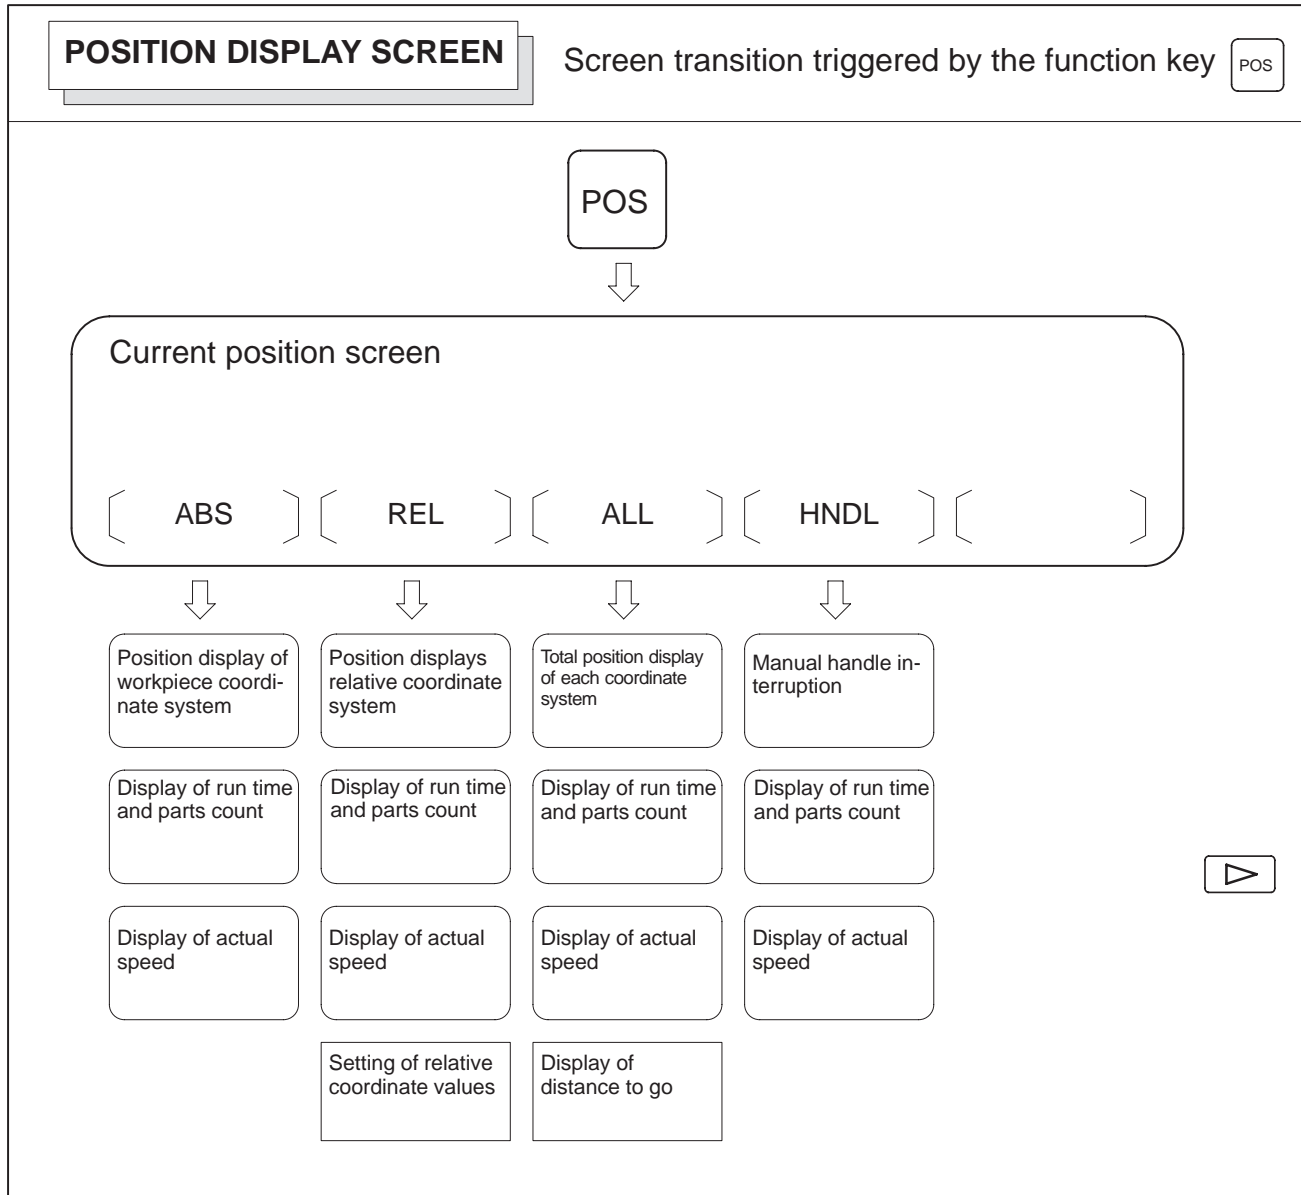 POSITION DISPLAY SCREEN
Screen transition triggered by the function key POS
POS
Current position screen
ABS REL ALL HNDL
Position display of
workpiece coordi-
nate system
Position displays
relative coordinate
system
Total position display
of each coordinate
system
Manual handle in-
terruption
Display of run time
and parts count
Display of run time
and parts count
Display of run time
and parts count
Display of run time
and parts count
Display of actual
speed
Display of actual
speed
Display of actual
speed
Display of actual
speed
Setting of relative
coordinate values
Display of
distance to go